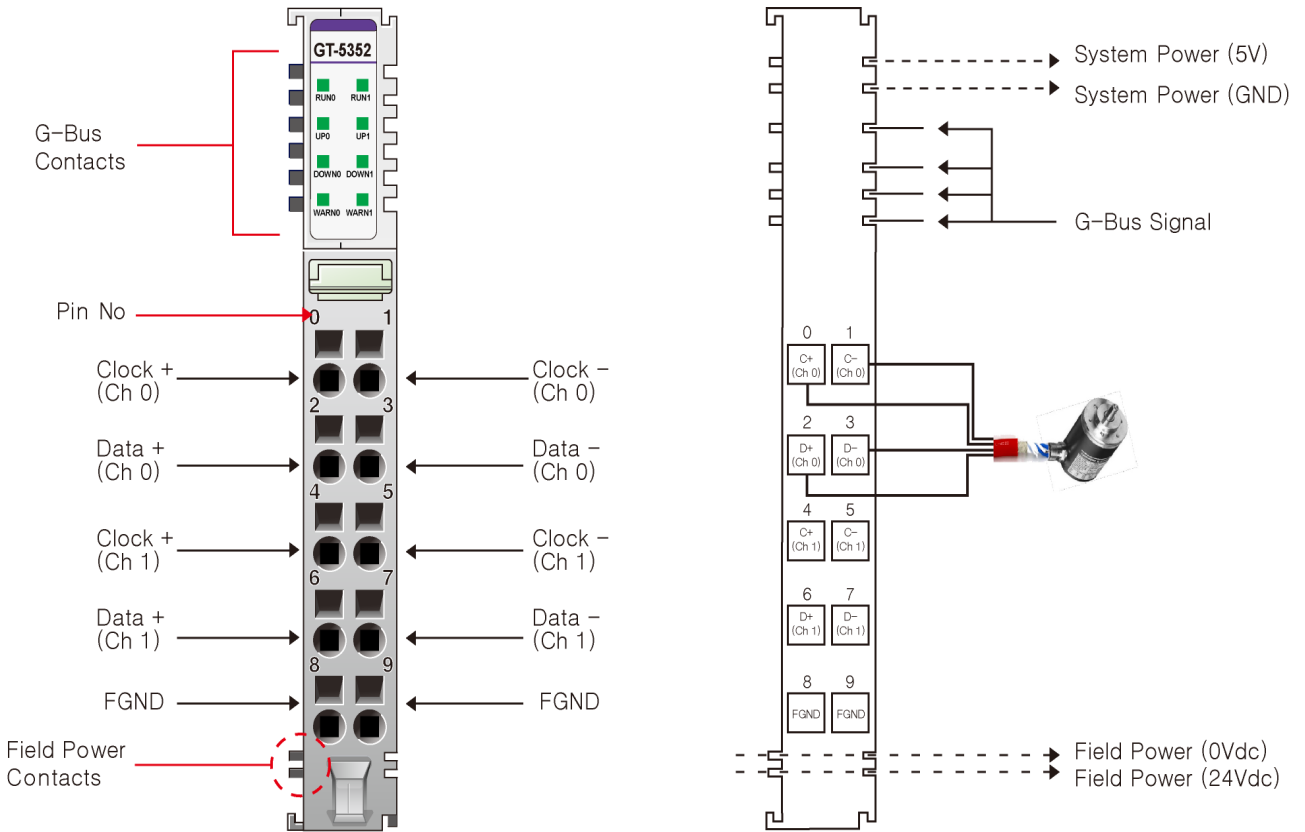 GT-5352
RUN0 RUN1
UP0 UP1
DOWN0 DOWN1
WARN0 WARN1
G-Bus
Contacts
Pin No
0 1
Clock +
(Ch 0)
Clock -
(Ch 0)
2 3
Data +
(Ch 0)
Data -
(Ch 0)
4 5
Clock +
(Ch 1)
Clock -
(Ch 1)
6 7
Data +
(Ch 1)
Data -
(Ch 1)
8 9
FGND
FGND
Field Power
Contacts
System Power (5V)
System Power (GND)
G-Bus Signal
0 1
C+
(Ch 0)
C-
(Ch 0)
2 3
D+
(Ch 0)
D-
(Ch 0)
4 5
C+
(Ch 1)
C-
(Ch 1)
6 7
D+
(Ch 1)
D-
(Ch 1)
8 9
FGND
FGND
Field Power (0Vdc)
Field Power (24Vdc)